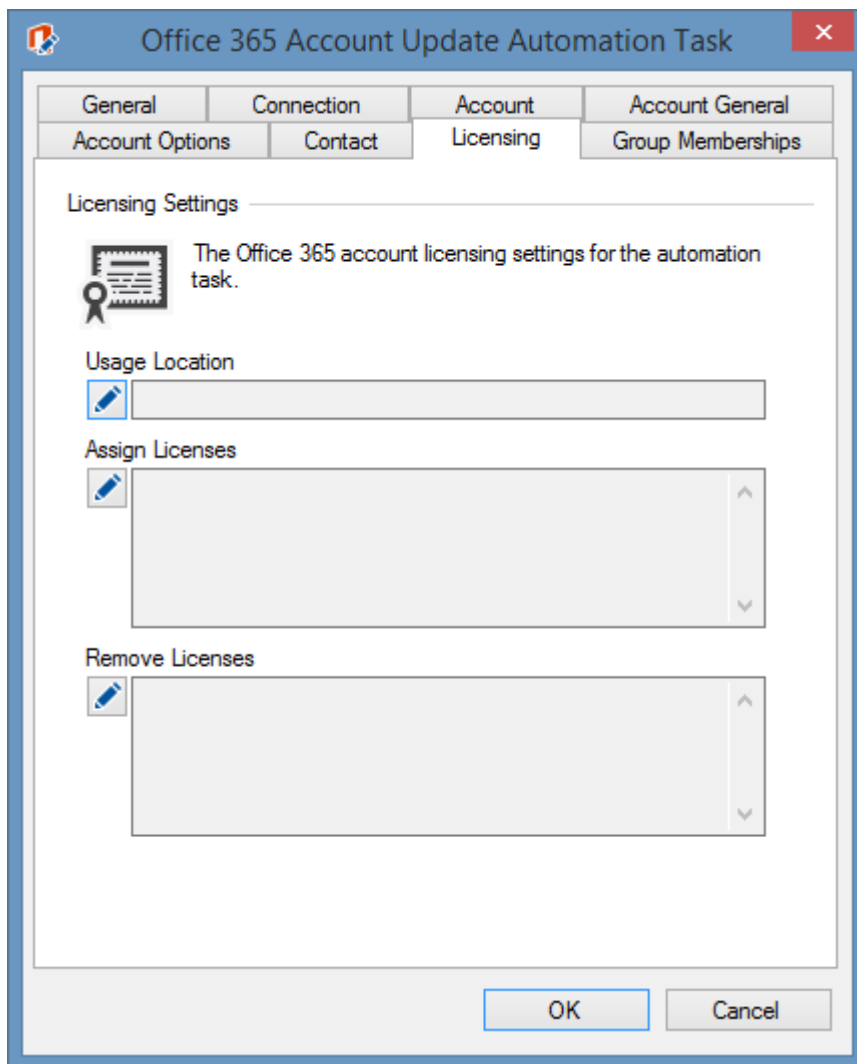 Office 365 Account Update Automation Task
General Connection Account Account General
Account Options Contact Licensing Group Memberships
Licensing Settings
The Office 365 account licensing settings for the automation
task.
Usage Location
Assign Licenses
Remove Licenses
OK Cancel